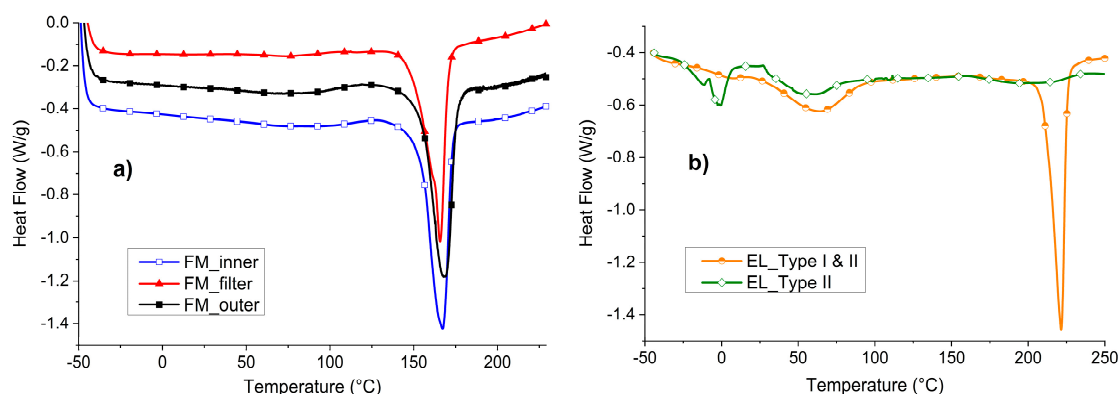 0.0
-0.2
-0.4
-0.6
-0.8
-1.0
-1.2
-1.4
Heat Flow (W/g)
a)
FM_inner
FM_filter
FM_outer
-50 0 50 100 150 200
Temperature (°C)
-0.4
-0.6
-0.8
-1.0
-1.2
-1.4
Heat Flow (W/g)
b)
EL_Type I & II
EL_Type II
-50 0 50 100 150 200 250
Temperature (°C)